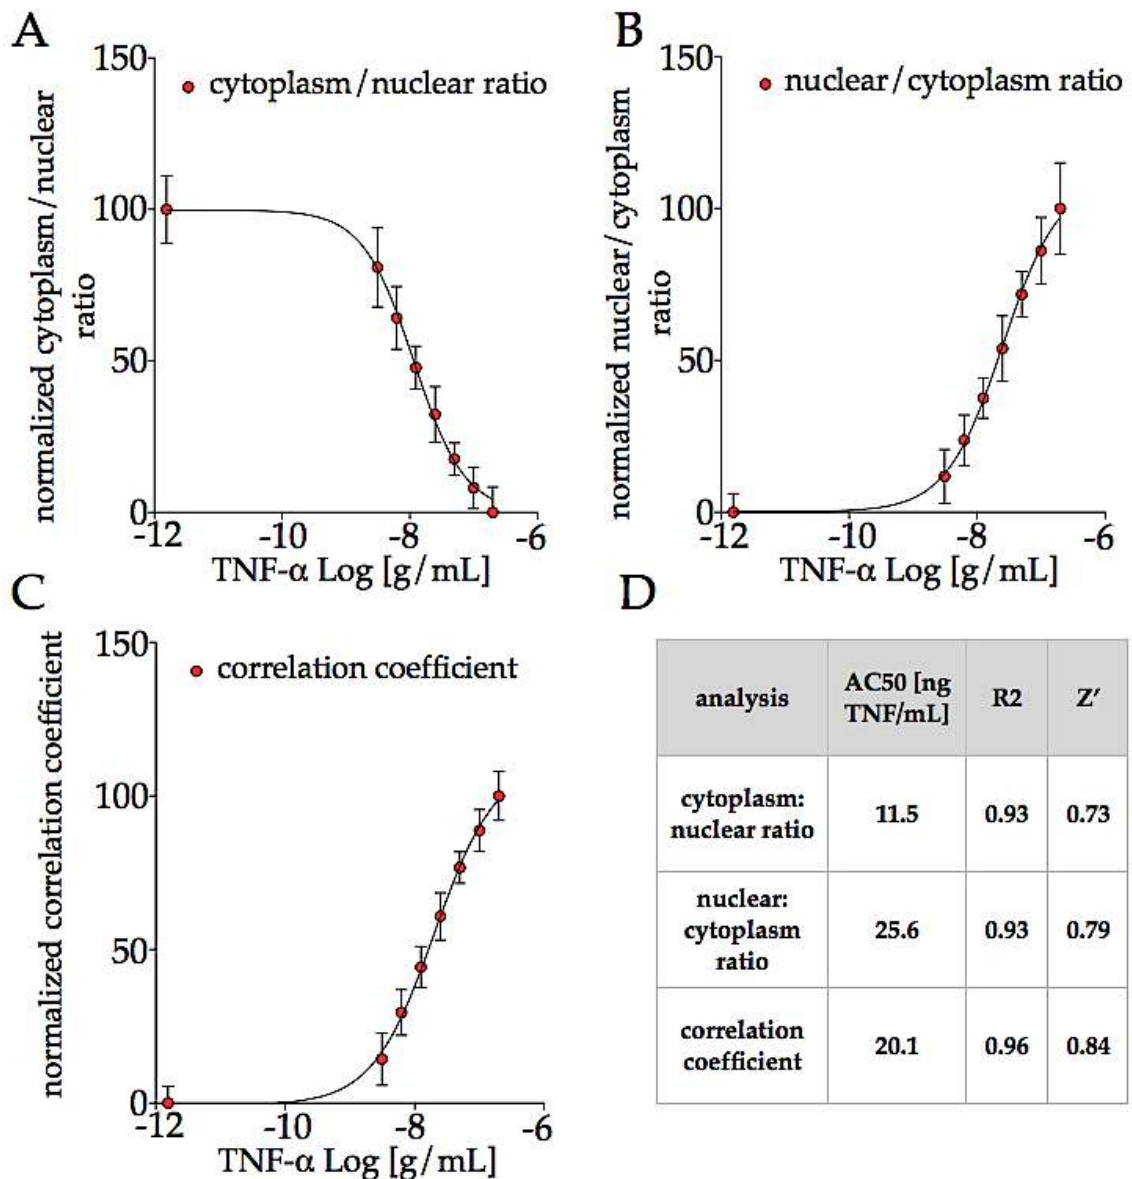 A
150
100
50
0
normalized cytoplasm/nuclear
ratio
cytoplasm/nuclear ratio
-12
-10
-8
-6
TNF-α Log [g/mL]
B
150
100
50
0
normalized nuclear/cytoplasm
ratio
nuclear/cytoplasm ratio
-12
-10
-8
-6
TNF-α Log [g/mL]
C
150
100
50
0
normalized correlation coefficient
correlation coefficient
-12
-10
-8
-6
TNF-α Log [g/mL]
D
analysis
AC50 [ng
TNF/mL]
R2
Z′
cytoplasm:
nuclear ratio
11.5
0.93
0.73
nuclear:
cytoplasm
ratio
25.6
0.93
0.79
correlation
coefficient
20.1
0.96
0.84